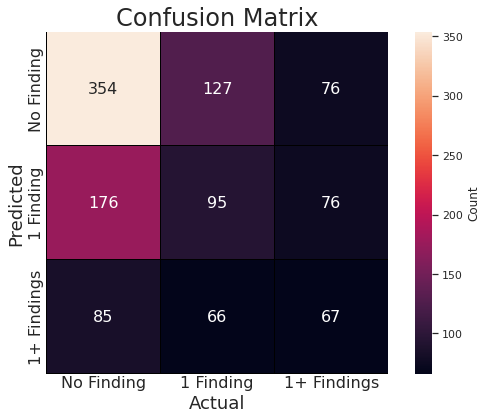 Confusion Matrix
Predicted
No Finding
354 127 76
1 Finding
176 95 76
1+ Findings
85 66 67
No Finding 1 Finding 1+ Findings
Actual
350
300
250
200
150
100
Count